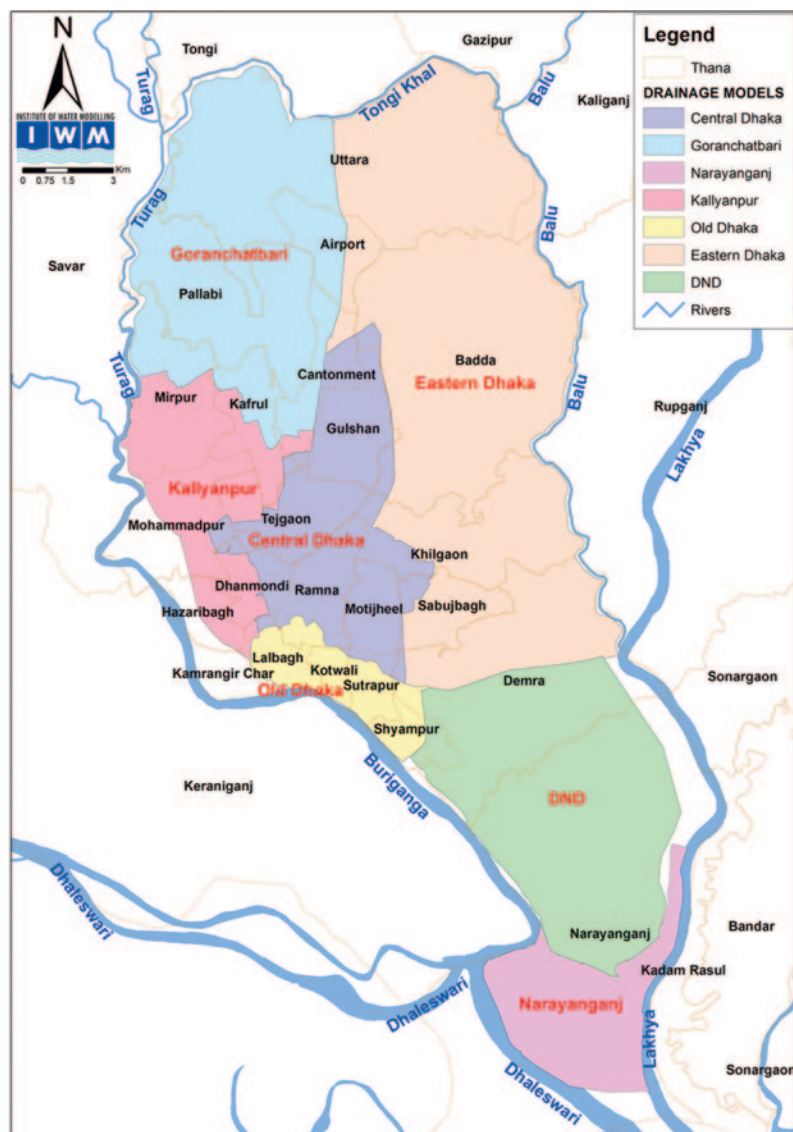 N
INSTITUTE OF WATER MODELLING
IWM
Km
0 0.75 1.5 3
Legend
Thana
DRAINAGE MODELS
Central Dhaka
Goranchatbari
Narayanganj
Kallyanpur
Old Dhaka
Eastern Dhaka
DND
Rivers
Tongi
Gazipur
Turag
Tongi Khal
Balu
Kaliganj
Uttara
Turag
Balu
Airport
Goranchatbari
Savar
Pallabi
Turag
Badda
Cantonment
Eastern Dhaka
Mirpur
Kafrul
Balu
Rupganj
Gulshan
Lakhya
Kallyanpur
Mohammadpur
Tejgaon
Central Dhaka
Khilgaon
Dhanmondi
Ramna
Hazaribagh
Motijheel
Sabujbagh
Lalbagh
Kotwali
Kamrangir Char
Sutrapur
Demra
Sonargaon
Old Dhaka
Shyampur
Keraniganj
Buriganga
DND
Dhaleswari
Narayanganj
Bandar
Kadam Rasul
Dhaleswari
Narayanganj
Lakhya
Dhaleswari
Sonargaon